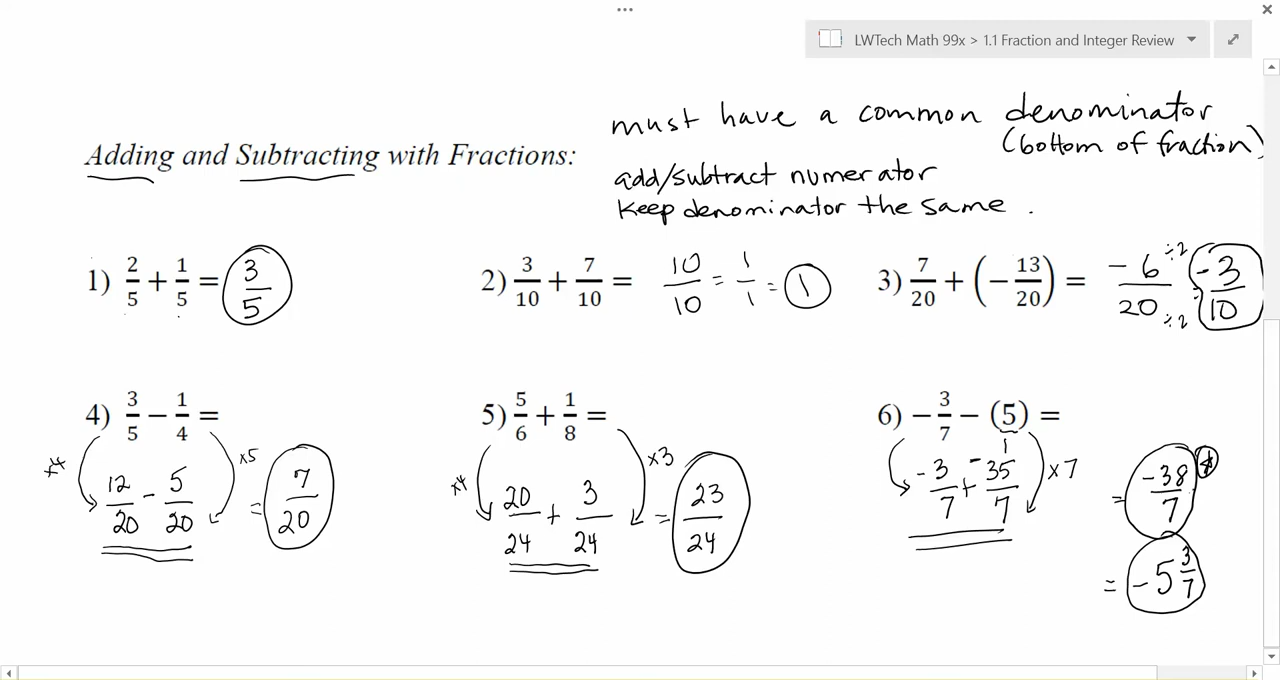 LWTech Math 99x > 1.1 Fraction and Integer Review
must have a common denominator
(bottom of fraction)
Adding and Subtracting with Fractions:
add/subtract numerator
Keep denominator the same .
1) 2/5 + 1/5 = 3/5
2) 3/10 + 7/10 = 10/10 = 1/1 = 1
3) 7/20 + (-13/20) = -6/20 ÷2 ÷2 = -3/10
4) 3/5 − 1/4 =
x4 x5
12/20 - 5/20 = 7/20
5) 5/6 + 1/8 =
x4 x3
20/24 + 3/24 = 23/24
6) −3/7 − (5) =
1
x7
-3/7 + -35/7 = -38/7
= -5 3/7